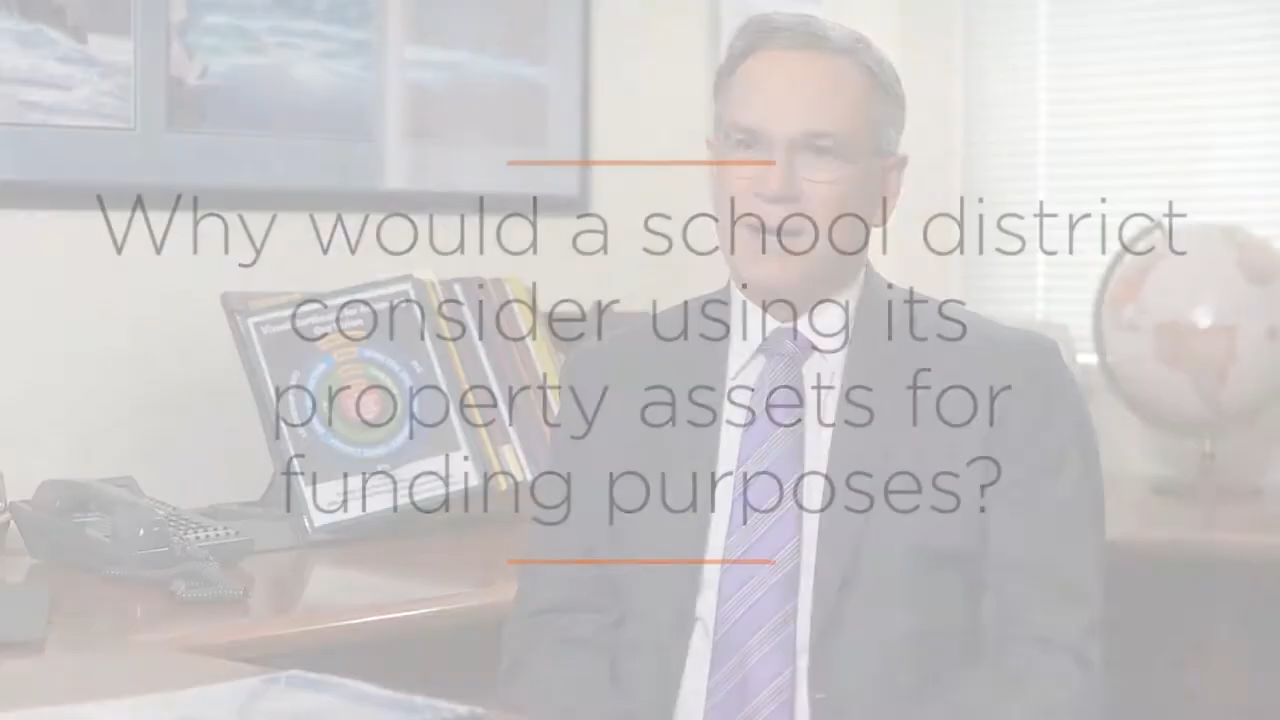 Why would a school district
consider using its
property assets for
funding purposes?